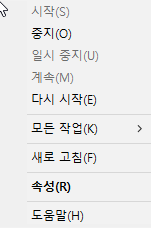 시작(S)
중지(O)
일시 중지(U)
계속(M)
다시 시작(E)
모든 작업(K)
새로 고침(F)
속성(R)
도움말(H)